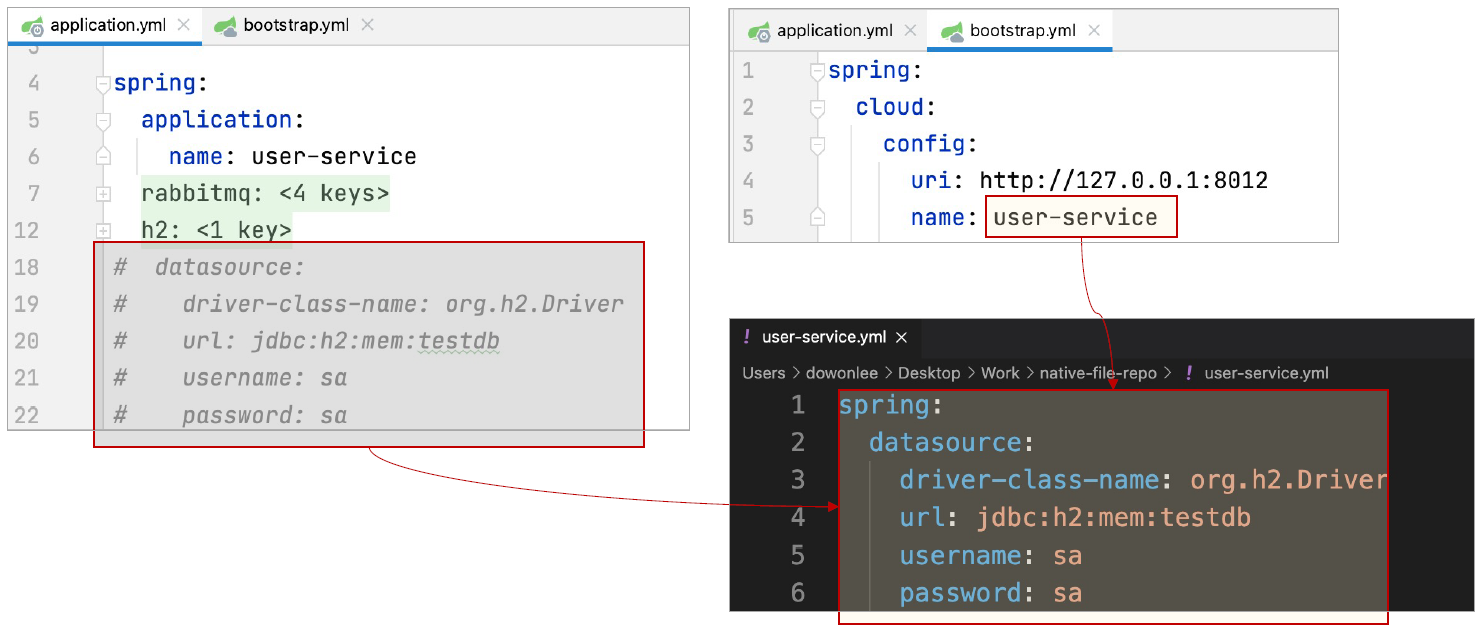 application.yml
bootstrap.yml
3
4 spring:
5   application:
6     name: user-service
7   rabbitmq: <4 keys>
12   h2: <1 key>
18 #  datasource:
19 #    driver-class-name: org.h2.Driver
20 #    url: jdbc:h2:mem:testdb
21 #    username: sa
22 #    password: sa
application.yml
bootstrap.yml
1 spring:
2   cloud:
3     config:
4       uri: http://127.0.0.1:8012
5       name: user-service
! user-service.yml
Users > dowonlee > Desktop > Work > native-file-repo > ! user-service.yml
1 spring:
2   datasource:
3     driver-class-name: org.h2.Driver
4     url: jdbc:h2:mem:testdb
5     username: sa
6     password: sa